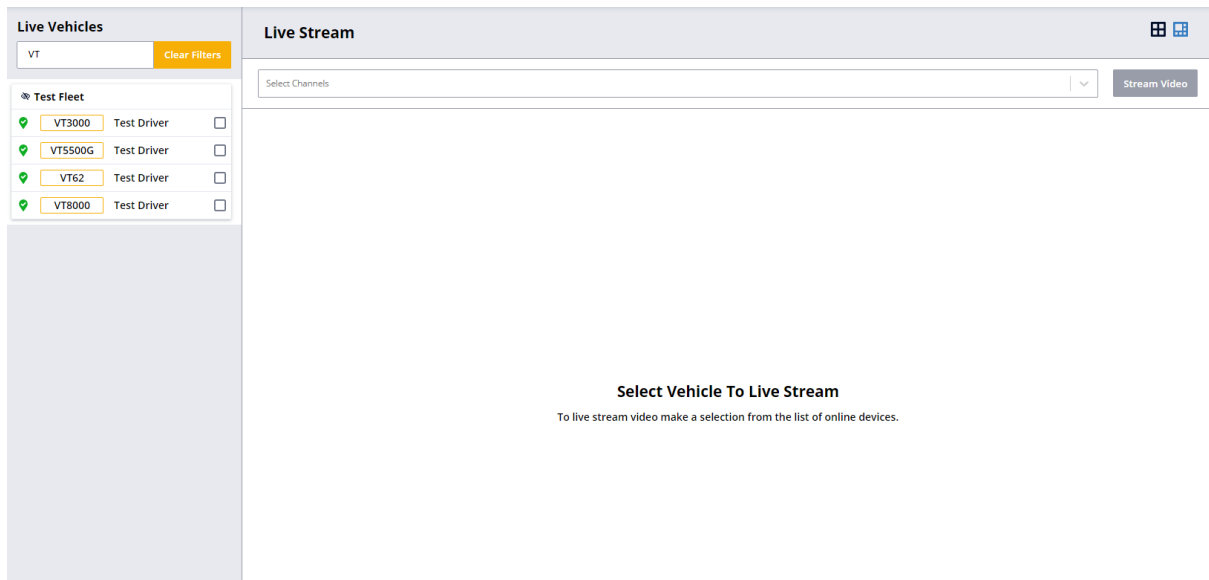 Live Vehicles
VT
Clear Filters
Test Fleet
VT3000 Test Driver
VT5500G Test Driver
VT62 Test Driver
VT8000 Test Driver
Live Stream
Select Channels
Stream Video
Select Vehicle To Live Stream
To live stream video make a selection from the list of online devices.